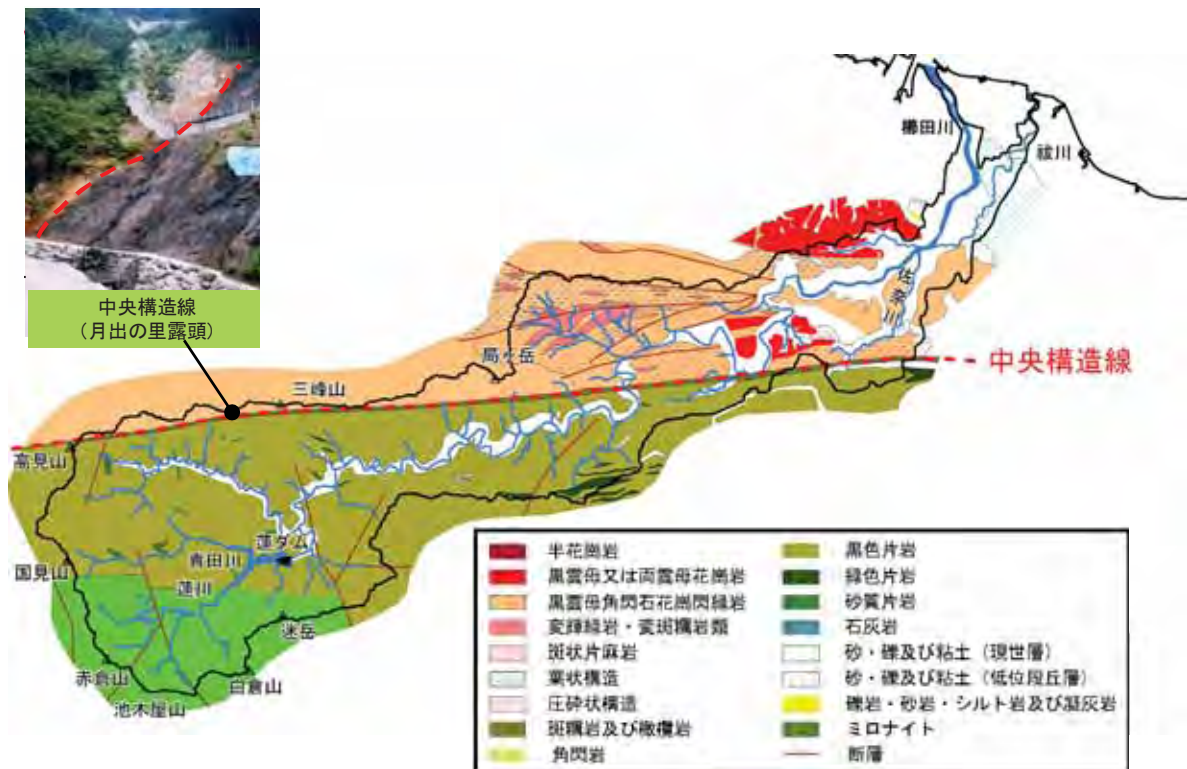 中央構造線
（月出の里露頭）
櫛田川
祓川
佐奈川
中央構造線
局ヶ岳
三峰山
高見山
蓮ダム
青田川
国見山
蓮川
迷岳
赤倉山
白倉山
池木屋山
半花崗岩
黒雲母又は両雲母花崗岩
黒雲母角閃石花崗閃緑岩
変輝緑岩・変斑糲岩類
斑状片麻岩
葉状構造
圧砕状構造
斑糲岩及び橄欖岩
角閃岩
黒色片岩
緑色片岩
砂質片岩
石灰岩
砂・礫及び粘土（現世層）
砂・礫及び粘土（低位段丘層）
礫岩・砂岩・シルト岩及び凝灰岩
ミロナイト
断層